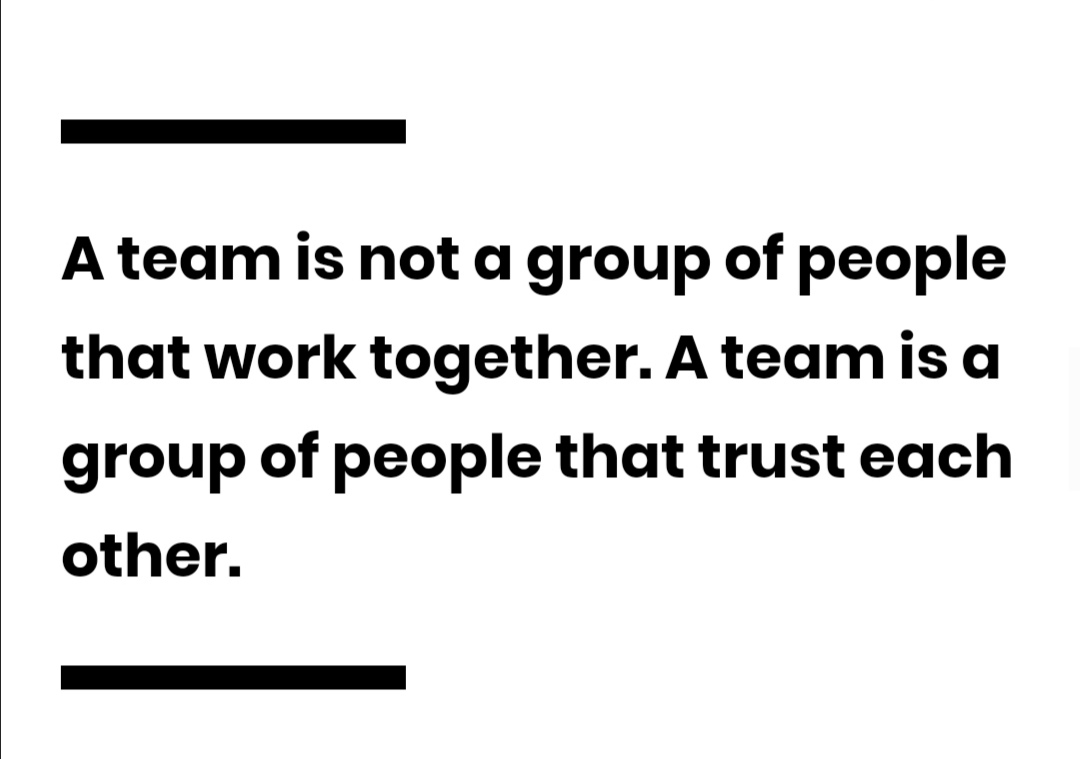 A team is not a group of people
that work together. A team is a
group of people that trust each
other.